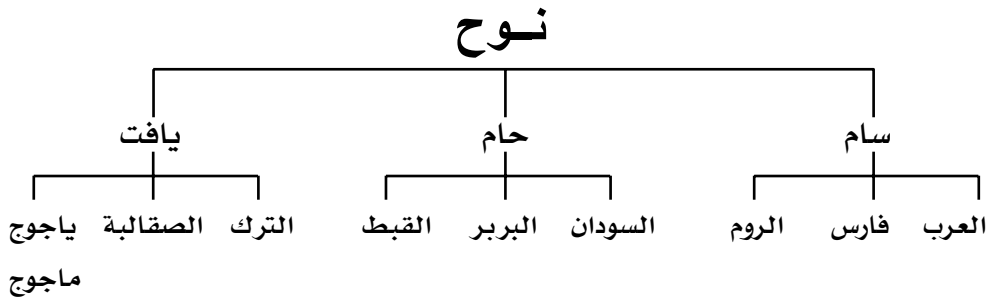 نـوح
سام حام يافت
العرب فارس الروم السودان البربر القبط الترك الصقالبة ياجوج
ماجوج